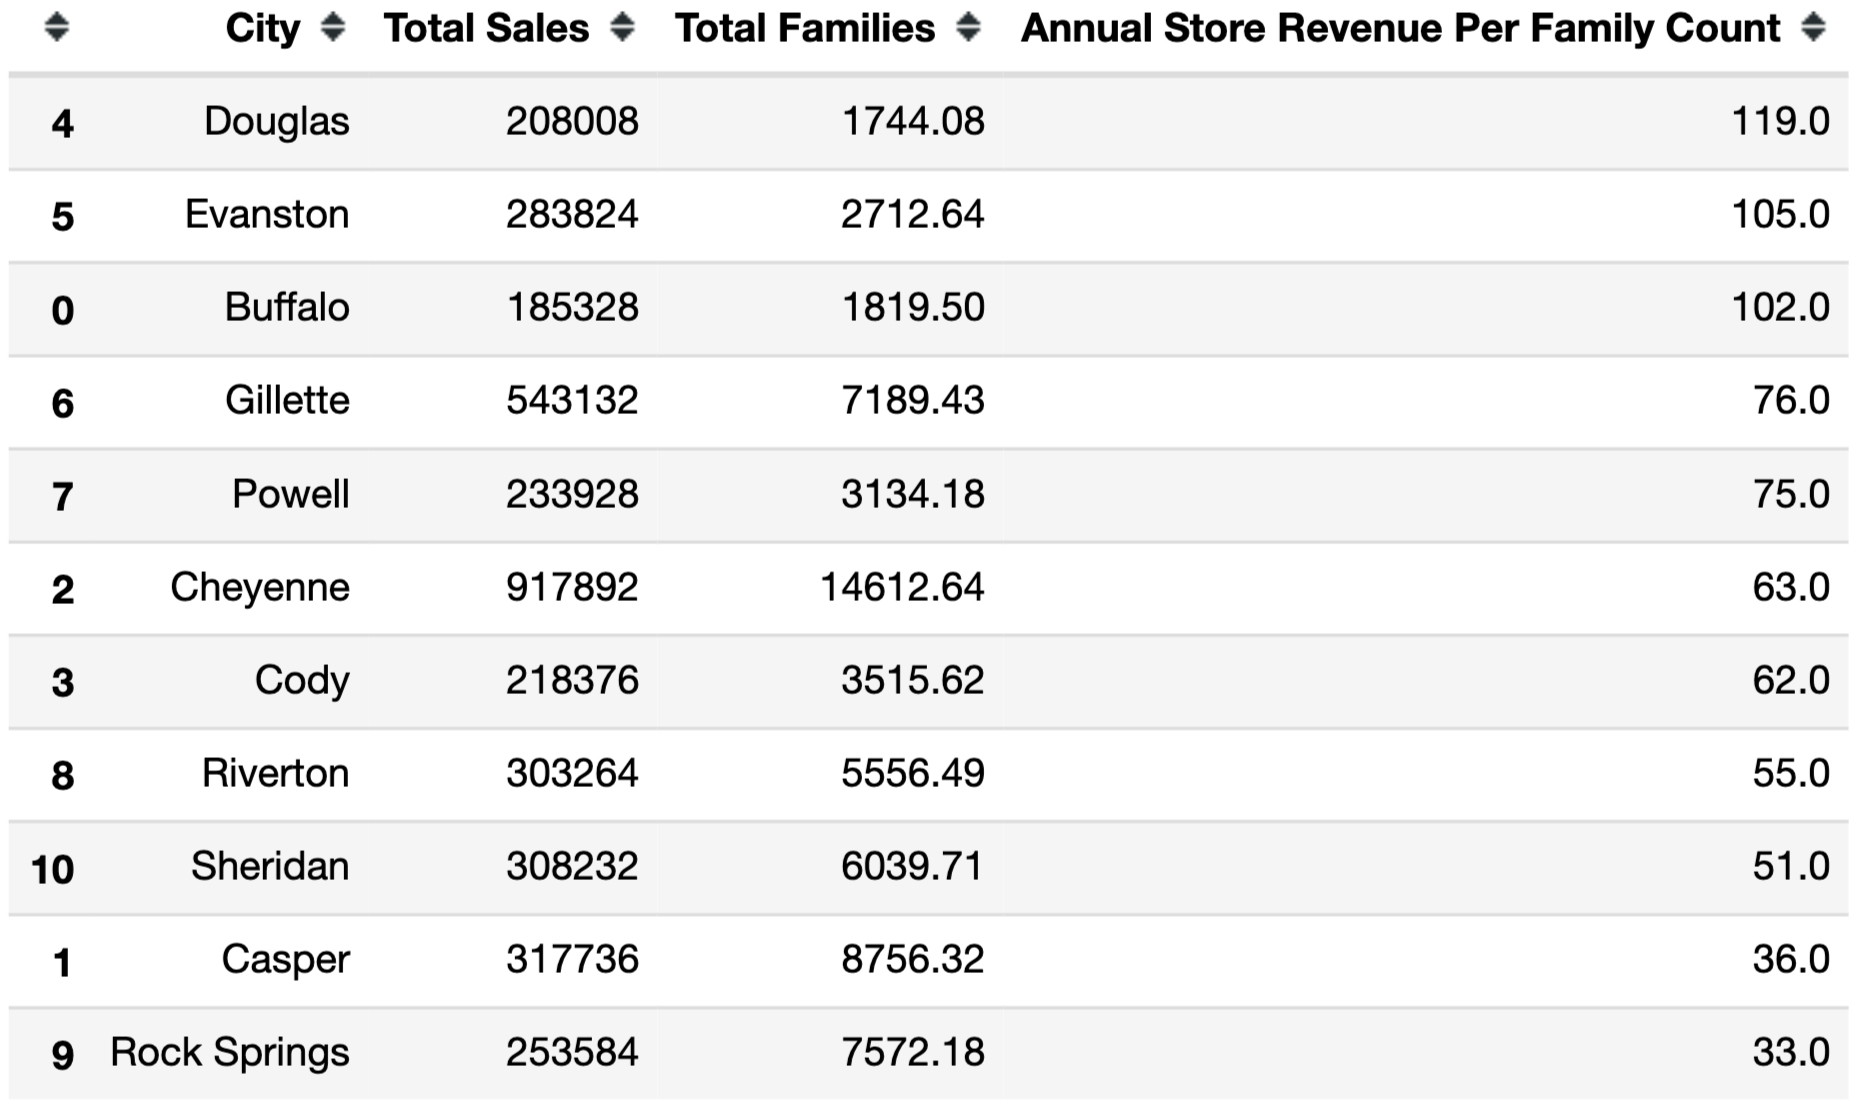 City Total Sales Total Families Annual Store Revenue Per Family Count
4 Douglas 208008 1744.08 119.0
5 Evanston 283824 2712.64 105.0
0 Buffalo 185328 1819.50 102.0
6 Gillette 543132 7189.43 76.0
7 Powell 233928 3134.18 75.0
2 Cheyenne 917892 14612.64 63.0
3 Cody 218376 3515.62 62.0
8 Riverton 303264 5556.49 55.0
10 Sheridan 308232 6039.71 51.0
1 Casper 317736 8756.32 36.0
9 Rock Springs 253584 7572.18 33.0